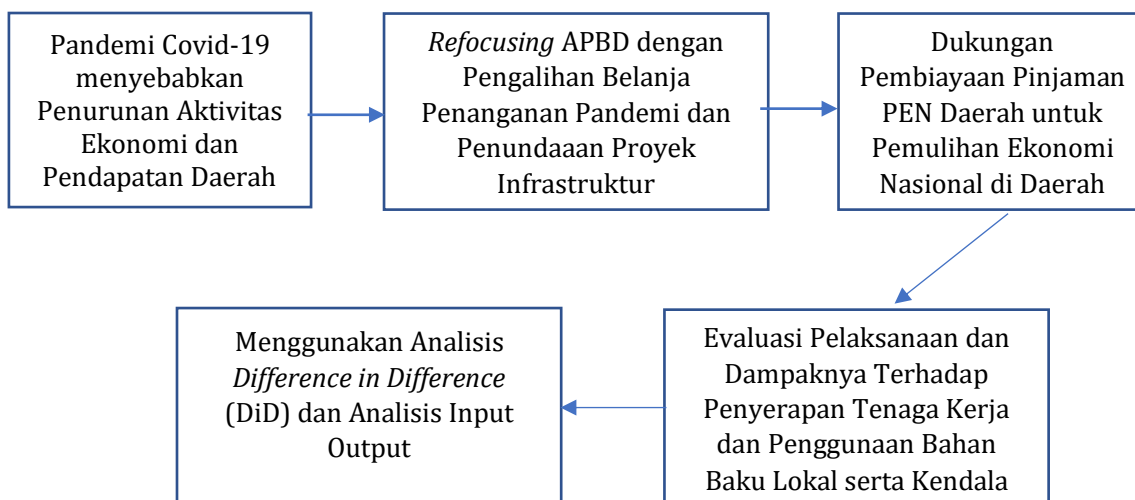 Pandemi Covid-19
menyebabkan
Penurunan Aktivitas
Ekonomi dan
Pendapatan Daerah
Refocusing APBD dengan
Pengalihan Belanja
Penanganan Pandemi dan
Penundaaan Proyek
Infrastruktur
Dukungan
Pembiayaan Pinjaman
PEN Daerah untuk
Pemulihan Ekonomi
Nasional di Daerah
Evaluasi Pelaksanaan dan
Dampaknya Terhadap
Penyerapan Tenaga Kerja
dan Penggunaan Bahan
Baku Lokal serta Kendala
Menggunakan Analisis
Difference in Difference
(DiD) dan Analisis Input
Output